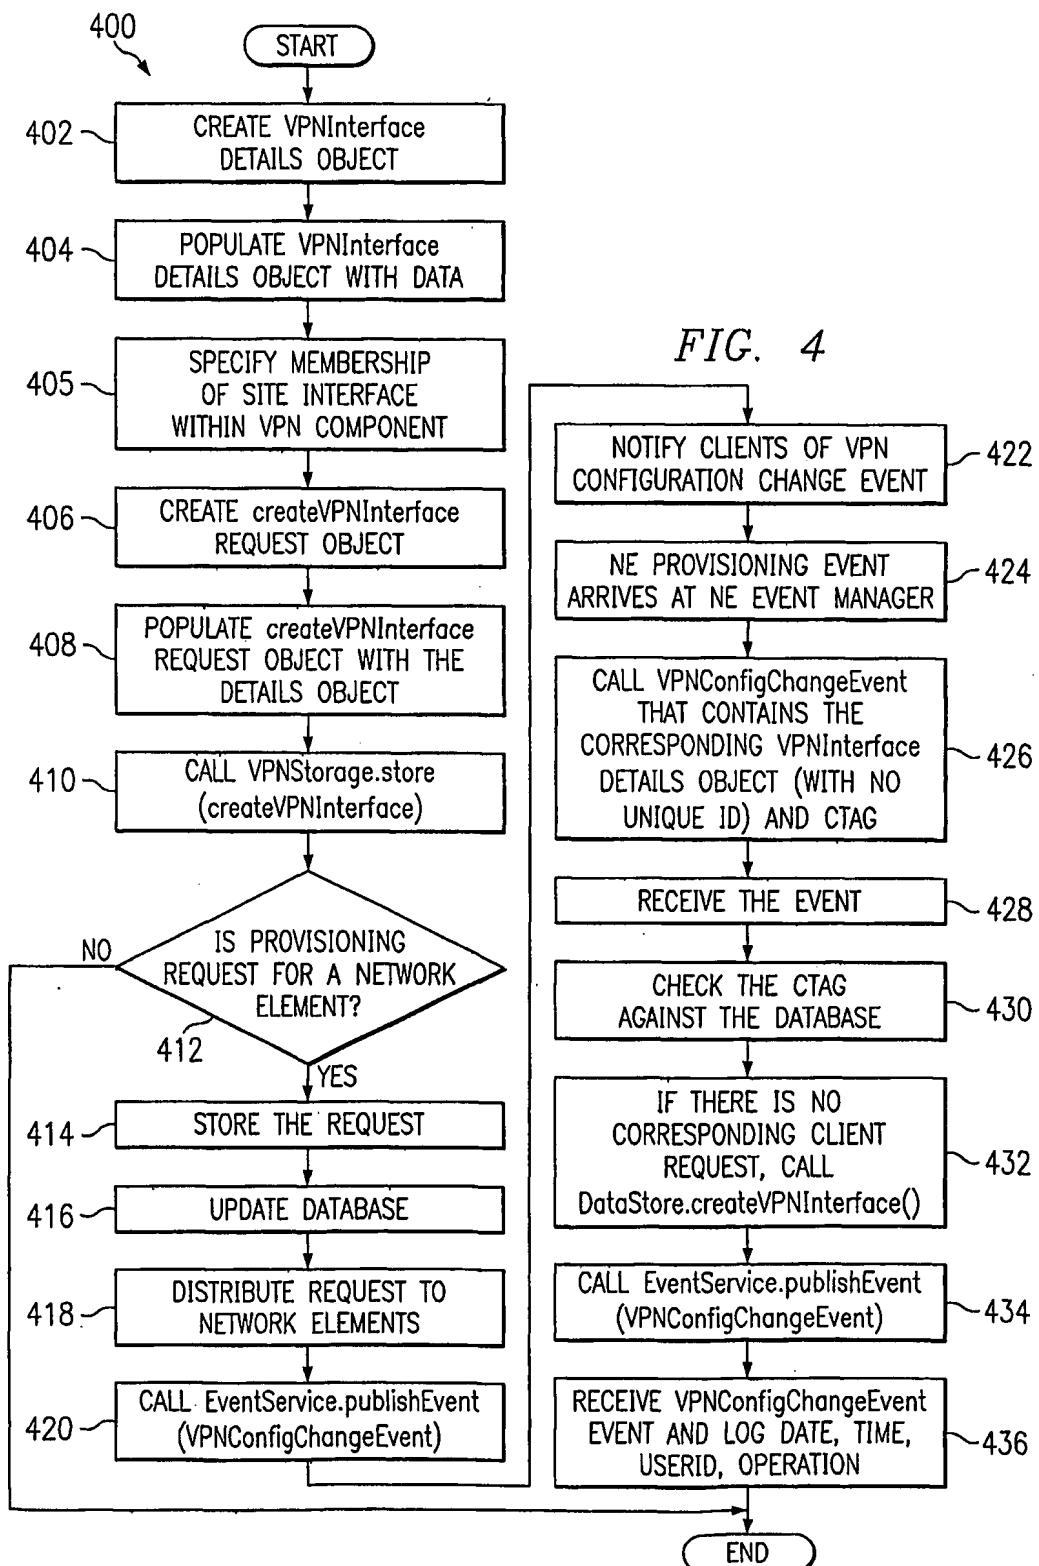 400
START
402
CREATE VPNInterface
DETAILS OBJECT
404
POPULATE VPNInterface
DETAILS OBJECT WITH DATA
405
SPECIFY MEMBERSHIP
OF SITE INTERFACE
WITHIN VPN COMPONENT
406
CREATE createVPNInterface
REQUEST OBJECT
408
POPULATE createVPNInterface
REQUEST OBJECT WITH THE
DETAILS OBJECT
410
CALL VPNStorage.store
(createVPNInterface)
NO
IS PROVISIONING
REQUEST FOR A NETWORK
ELEMENT?
412
YES
414
STORE THE REQUEST
416
UPDATE DATABASE
418
DISTRIBUTE REQUEST TO
NETWORK ELEMENTS
420
CALL EventService.publishEvent
(VPNConfigChangeEvent)
FIG. 4
NOTIFY CLIENTS OF VPN
CONFIGURATION CHANGE EVENT
422
NE PROVISIONING EVENT
ARRIVES AT NE EVENT MANAGER
424
CALL VPNConfigChangeEvent
THAT CONTAINS THE
CORRESPONDING VPNInterface
DETAILS OBJECT (WITH NO
UNIQUE ID) AND CTAG
426
RECEIVE THE EVENT
428
CHECK THE CTAG
AGAINST THE DATABASE
430
IF THERE IS NO
CORRESPONDING CLIENT
REQUEST, CALL
DataStore.createVPNInterface()
432
CALL EventService.publishEvent
(VPNConfigChangeEvent)
434
RECEIVE VPNConfigChangeEvent
EVENT AND LOG DATE, TIME,
USERID, OPERATION
436
END